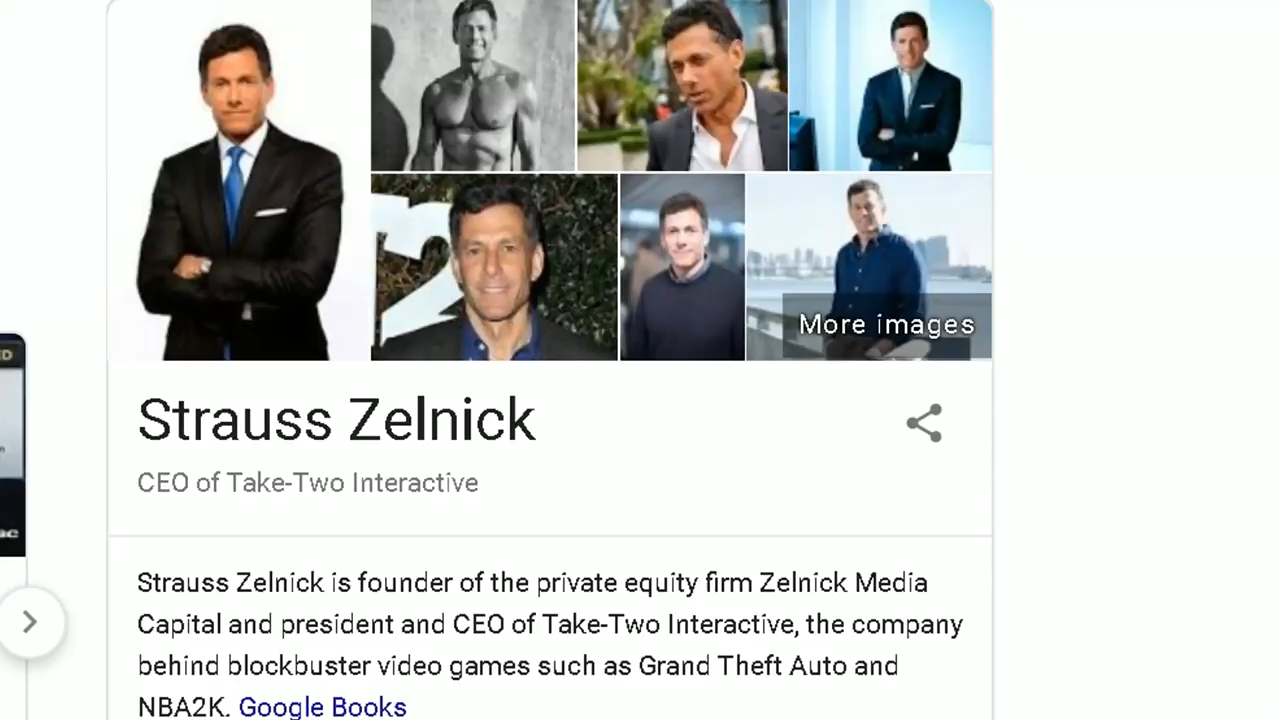 2
More images
Strauss Zelnick
CEO of Take-Two Interactive
Strauss Zelnick is founder of the private equity firm Zelnick Media
Capital and president and CEO of Take-Two Interactive, the company
behind blockbuster video games such as Grand Theft Auto and
NBA2K. Google Books